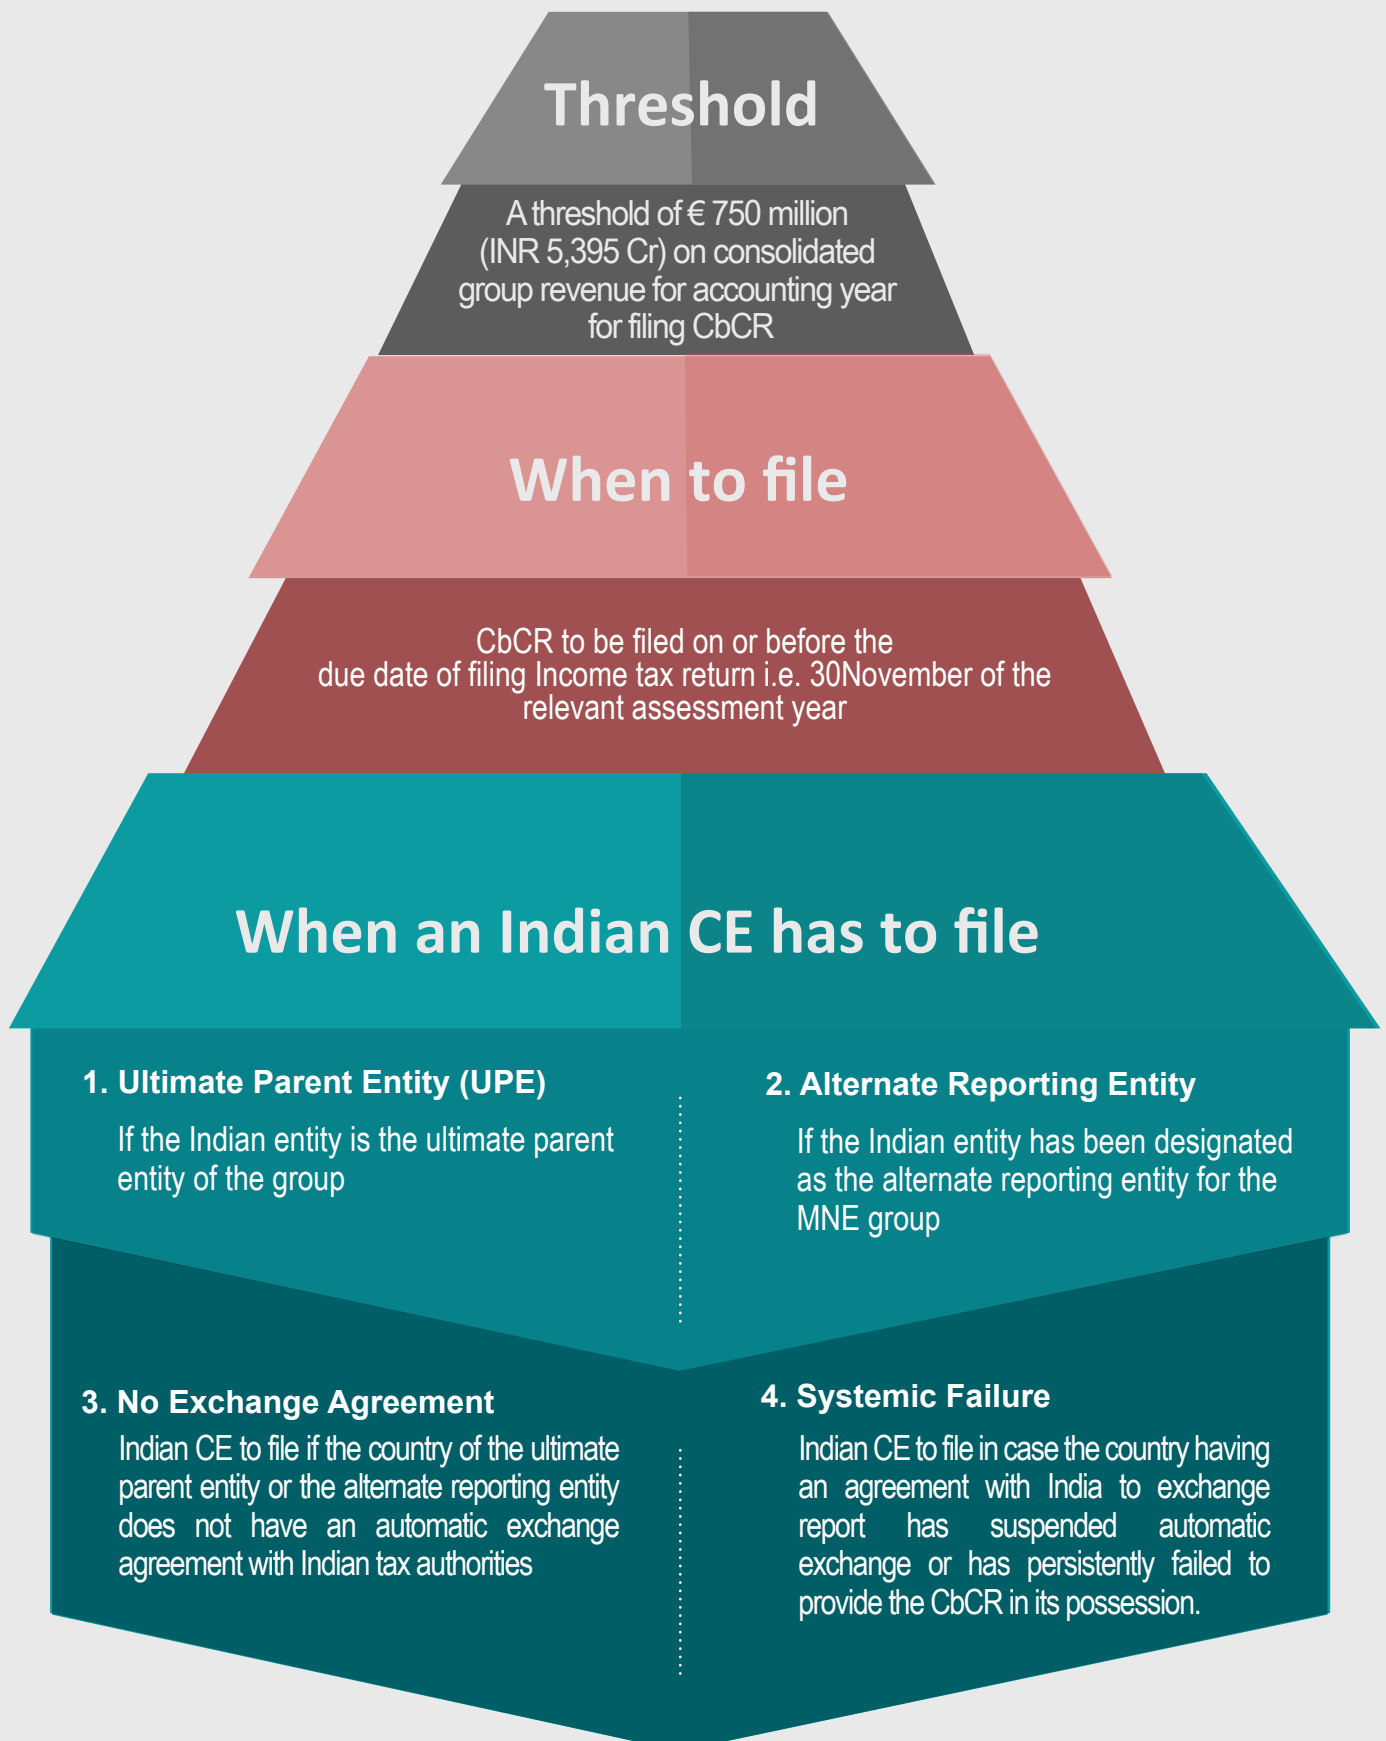 Threshold
A threshold of € 750 million
(INR 5,395 Cr) on consolidated
group revenue for accounting year
for filing CbCR
When to file
CbCR to be filed on or before the
due date of filing Income tax return i.e. 30November of the
relevant assessment year
When an Indian CE has to file
1. Ultimate Parent Entity (UPE)
If the Indian entity is the ultimate parent
entity of the group
2. Alternate Reporting Entity
If the Indian entity has been designated
as the alternate reporting entity for the
MNE group
3. No Exchange Agreement
Indian CE to file if the country of the ultimate
parent entity or the alternate reporting entity
does not have an automatic exchange
agreement with Indian tax authorities
4. Systemic Failure
Indian CE to file in case the country having
an agreement with India to exchange
report has suspended automatic
exchange or has persistently failed to
provide the CbCR in its possession.